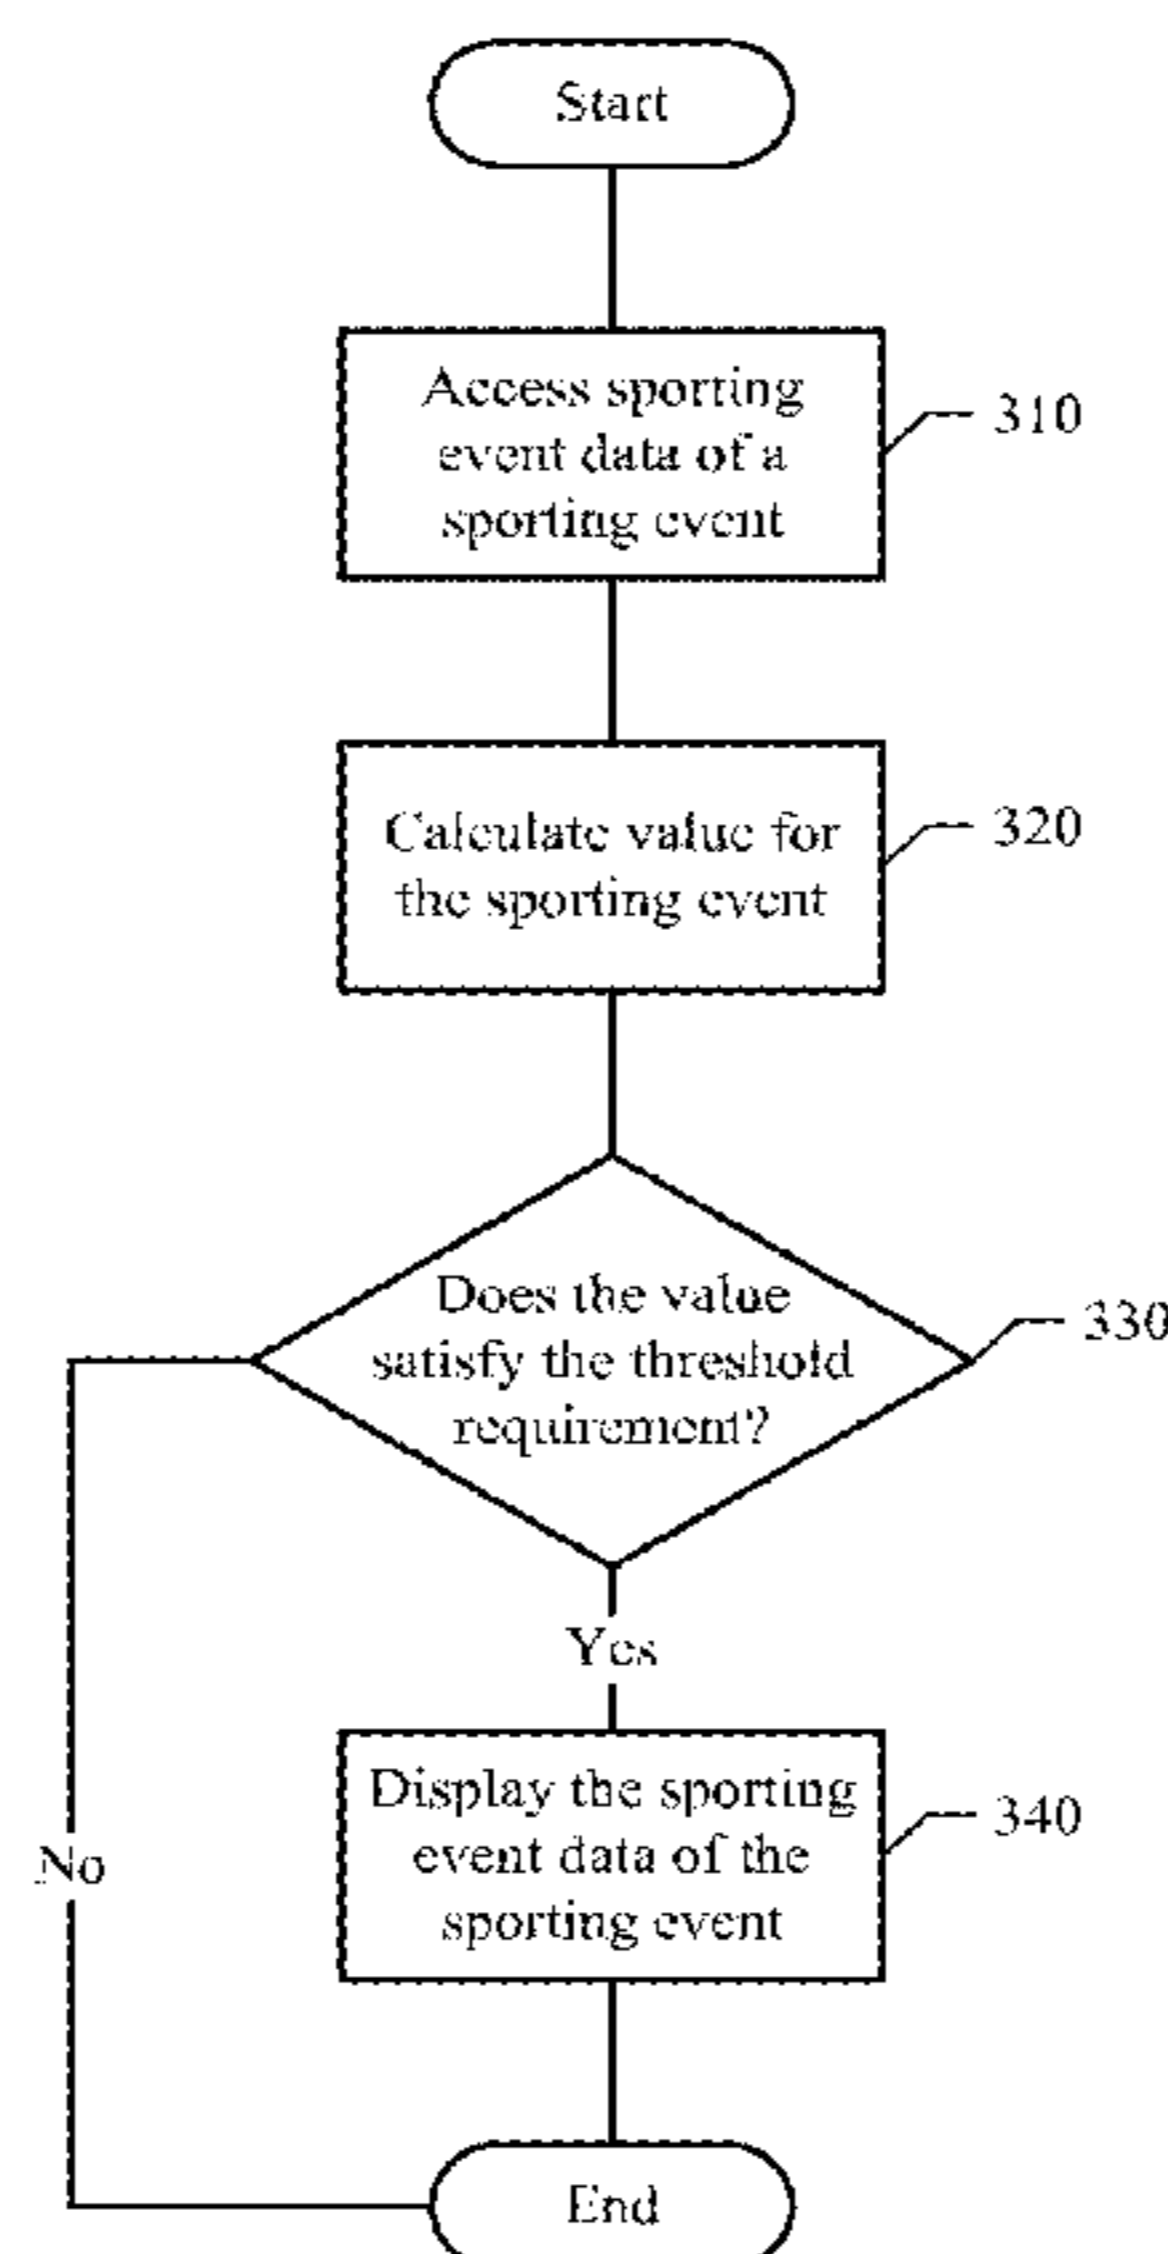 Start
Access sporting
event data of a
sporting event
310
Calculate value for
the sporting event
320
Does the value
satisfy the threshold
requirement?
330
Yes
Display the sporting
event data of the
sporting event
340
No
End